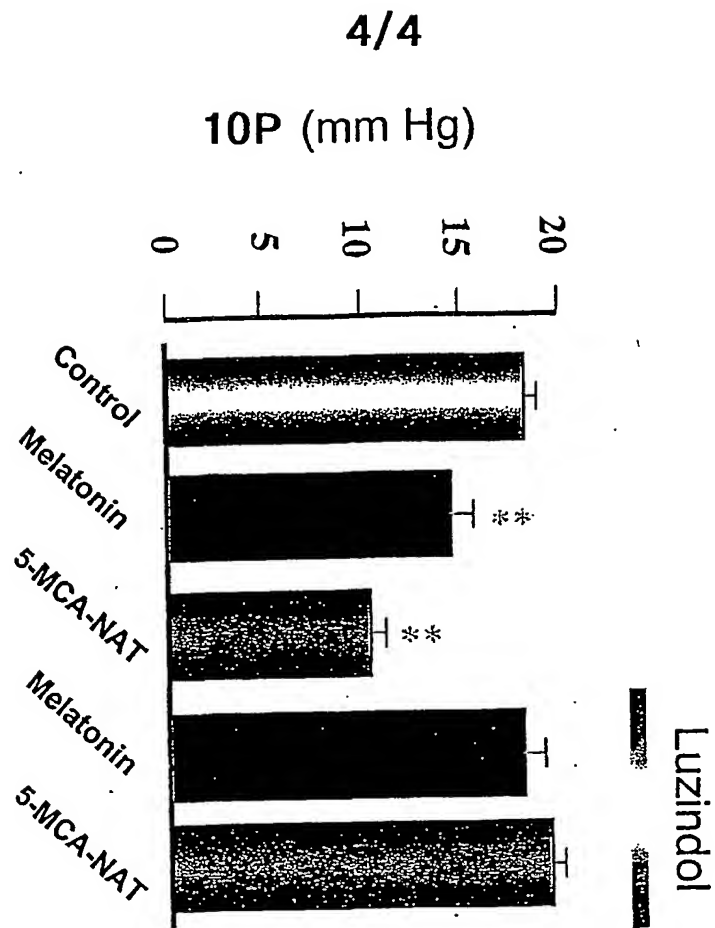 4/4
10P (mm Hg)
0
5
10
15
20
Control
Melatonin
5-MCA-NAT
Melatonin
5-MCA-NAT
**
**
Luzindol